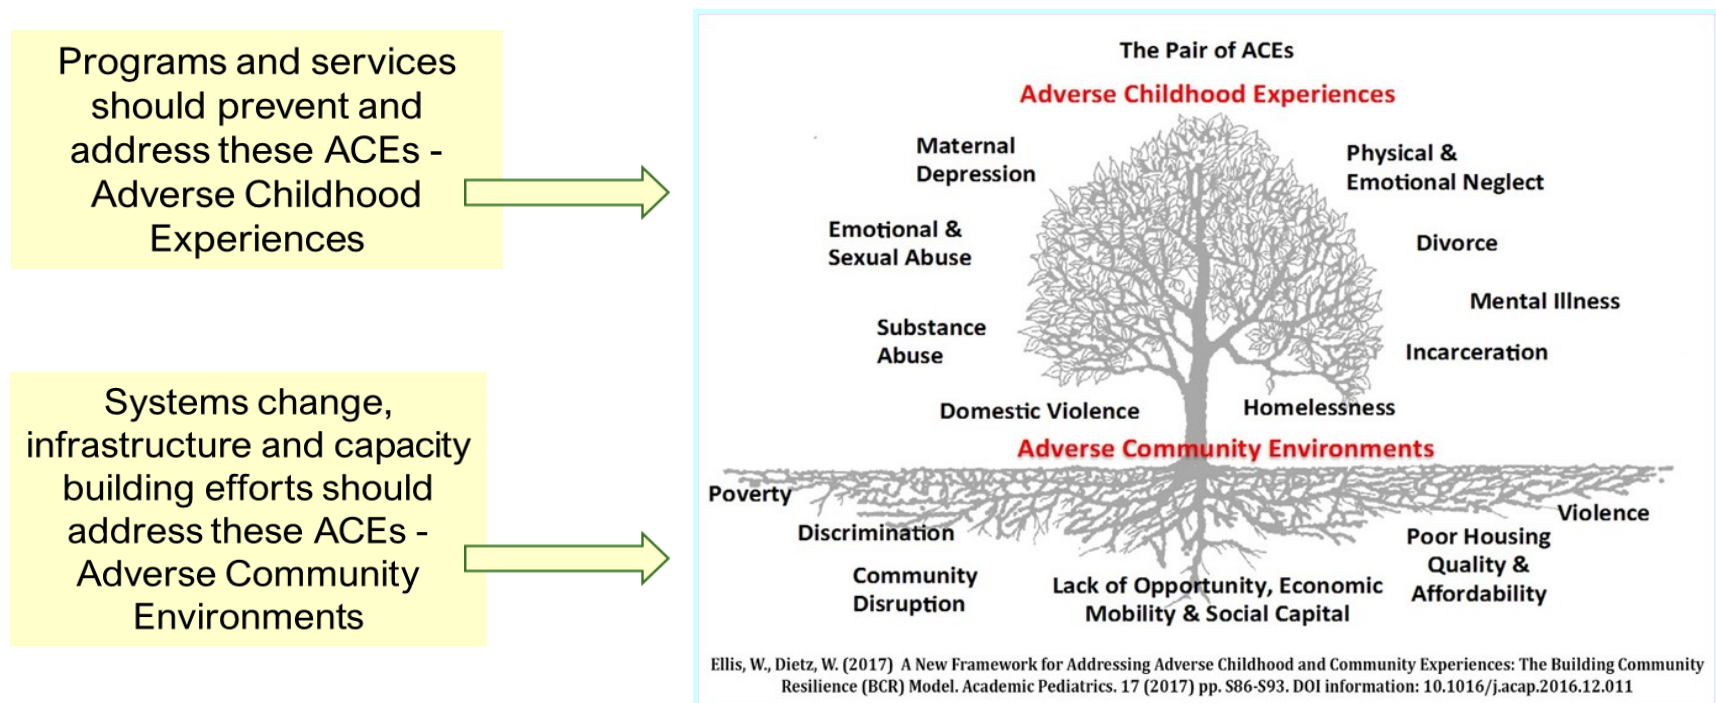 Programs and services
should prevent and
address these ACEs -
Adverse Childhood
Experiences
Systems change,
infrastructure and capacity
building efforts should
address these ACEs -
Adverse Community
Environments
The Pair of ACEs
Adverse Childhood Experiences
Maternal
Depression
Physical &
Emotional Neglect
Emotional &
Sexual Abuse
Divorce
Mental Illness
Substance
Abuse
Incarceration
Domestic Violence
Homelessness
Adverse Community Environments
Poverty
Discrimination
Community
Disruption
Lack of Opportunity, Economic
Mobility & Social Capital
Poor Housing
Quality &
Affordability
Violence
Ellis, W., Dietz, W. (2017) A New Framework for Addressing Adverse Childhood and Community Experiences: The Building Community
Resilience (BCR) Model. Academic Pediatrics. 17 (2017) pp. S86-S93. DOI information: 10.1016/j.acap.2016.12.011